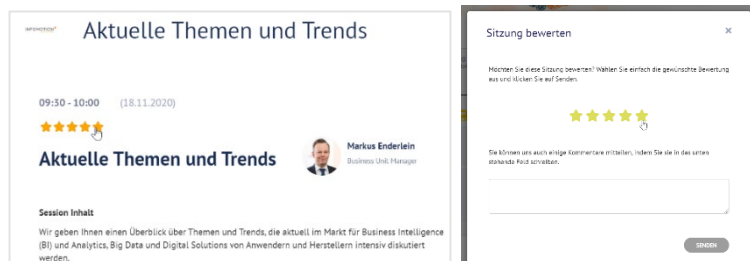 INFOMOTION
Aktuelle Themen und Trends
09:30 - 10:00 (18.11.2020)
Aktuelle Themen und Trends
Markus Enderlein
Business Unit Manager
Session Inhalt
Wir geben Ihnen einen Überblick über Themen und Trends, die aktuell im Markt für Business Intelligence
(BI) und Analytics, Big Data und Digital Solutions von Anwendern und Herstellern intensiv diskutiert
werden.
Sitzung bewerten
×
Möchten Sie diese Sitzung bewerten? Wählen Sie einfach die gewünschte Bewertung
aus und klicken Sie auf Senden.
Sie können uns auch einige Kommentare mitteilen, indem Sie sie in das unten
stehende Feld schreiben.
SENDEN